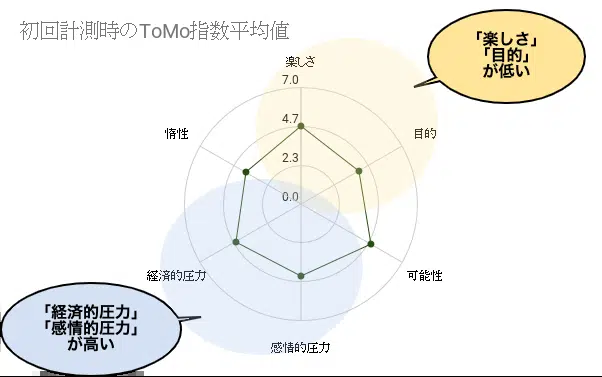 初回計測時のToMo指数平均値
「楽しさ」
「目的」
が低い
楽しさ
7.0
4.7
2.3
0.0
惰性
目的
経済的圧力
可能性
感情的圧力
「経済的圧力」
「感情的圧力」
が高い